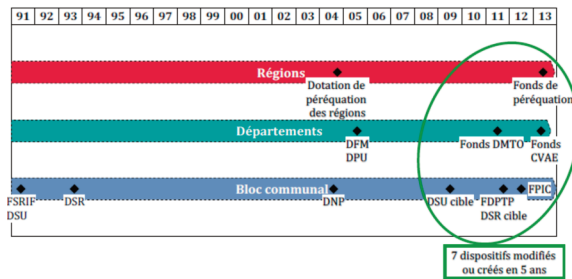 91 92 93 94 95 96 97 98 99 00 01 02 03 04 05 06 07 08 09 10 11 12 13
Régions
Dotation de
péréquation
des régions
Fonds de
péréquation
Départements
DFM
DPU
Fonds DMTO
Fonds
CVAE
Bloc communal
FSRIF
DSU
DSR
DNP
DSU cible
FDPTP
DSR cible
FPIC
7 dispositifs modifiés
ou créés en 5 ans